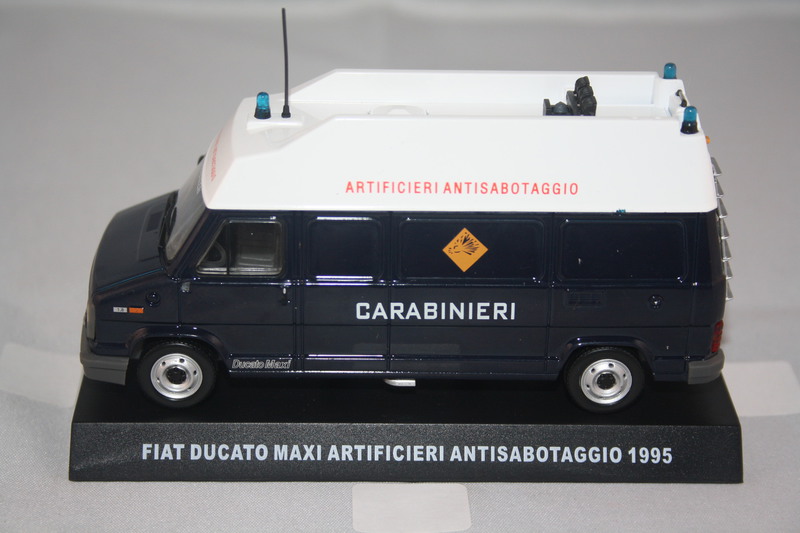 ARTIFICIERI ANTISABOTAGGIO
CARABINIERI
Ducato Maxi
FIAT DUCATO MAXI ARTIFICIERI ANTISABOTAGGIO 1995